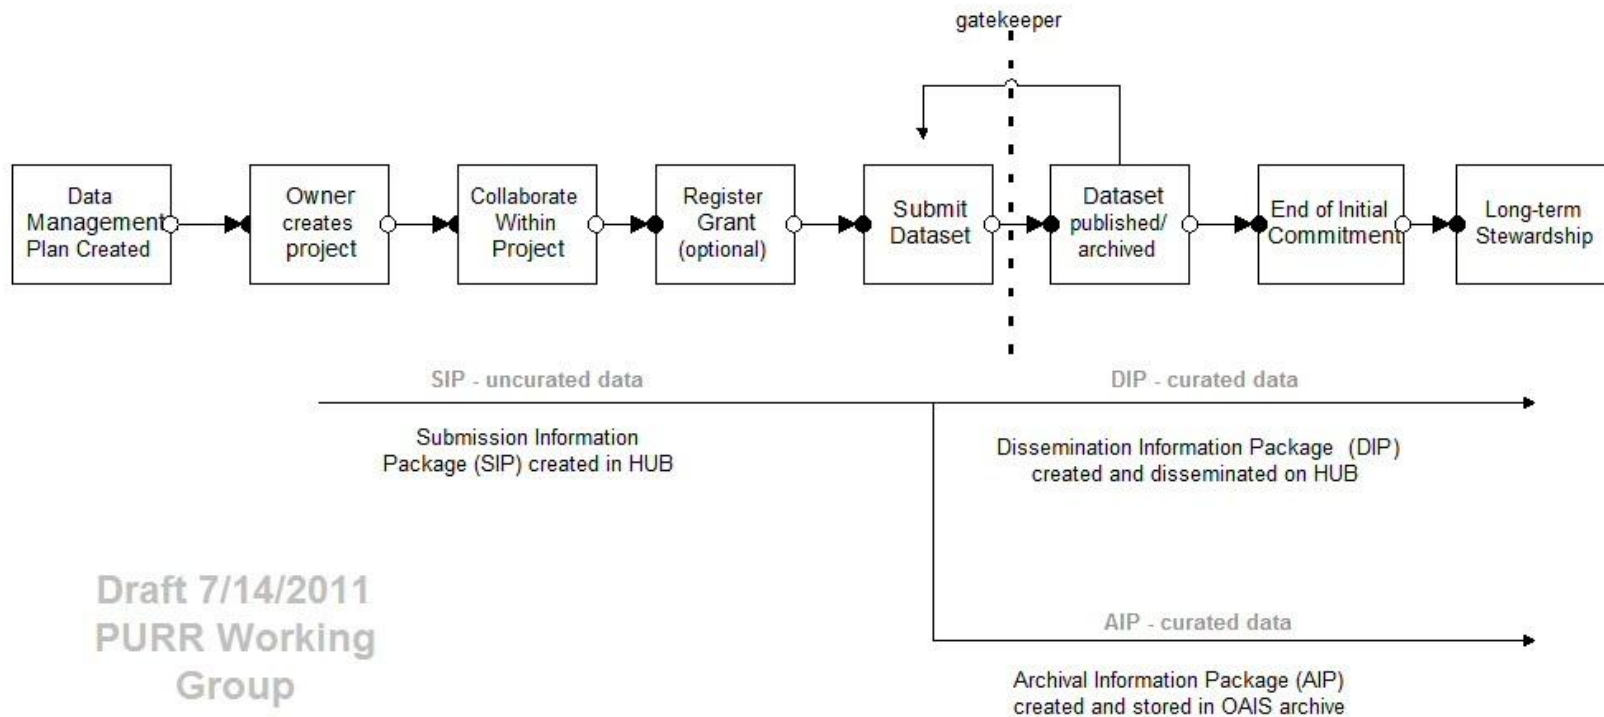 gatekeeper
Data
Management
Plan Created
Owner
creates
project
Collaborate
Within
Project
Register
Grant
(optional)
Submit
Dataset
Dataset
published/
archived
End of Initial
Commitment
Long-term
Stewardship
SIP - uncurated data
DIP - curated data
Submission Information
Package (SIP) created in HUB
Dissemination Information Package (DIP)
created and disseminated on HUB
Draft 7/14/2011
PURR Working
Group
AIP - curated data
Archival Information Package (AIP)
created and stored in OAIS archive